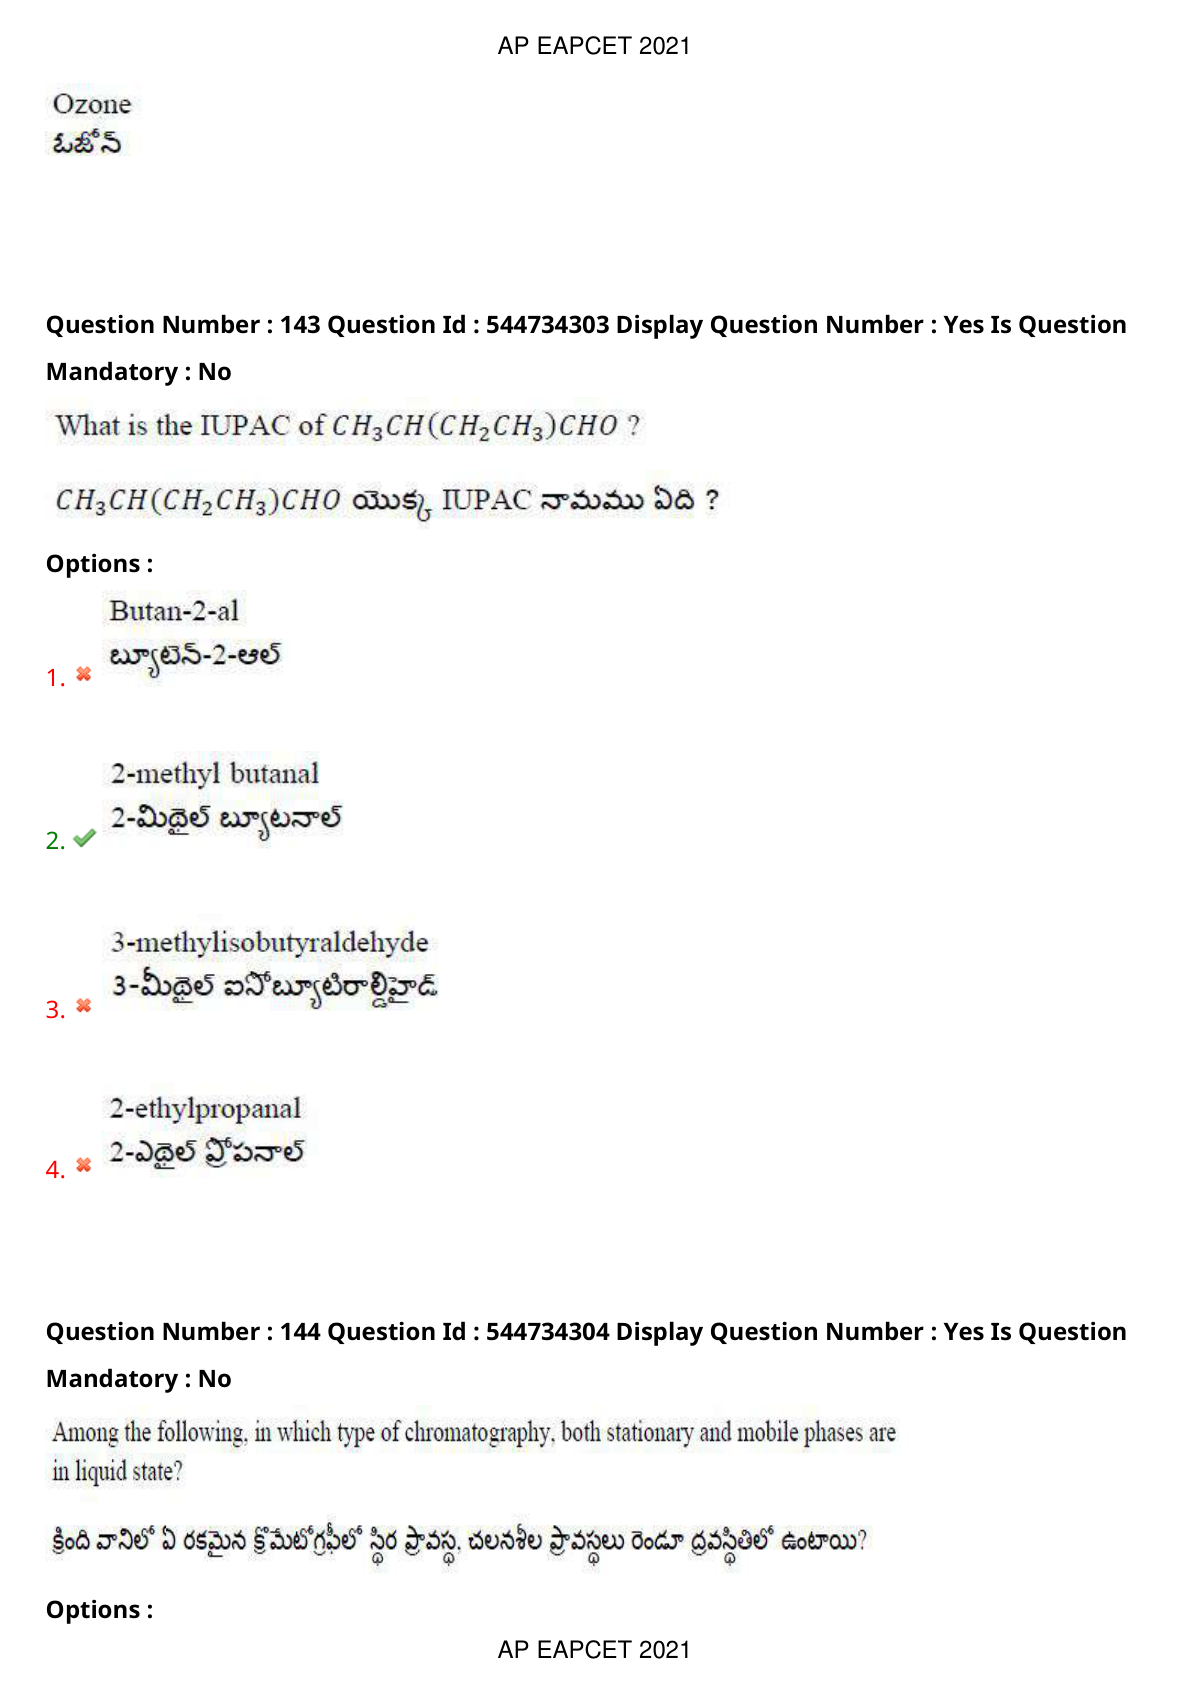 AP EAPCET 2021
Ozone
ఓజోన్
Question Number : 143 Question Id : 544734303 Display Question Number : Yes Is Question
Mandatory : No
What is the IUPAC of CH₃CH(CH₂CH₃)CHO ?
CH₃CH(CH₂CH₃)CHO యొక్క IUPAC నామము ఏది ?
Options :
Butan-2-al
బ్యూటెన్-2-ఆల్
1.
2-methyl butanal
2-మిథైల్ బ్యూటనాల్
2.
3-methylisobutyraldehyde
3-మీథైల్ ఐసోబ్యూటిరాల్డిహైడ్
3.
2-ethylpropanal
2-ఎథైల్ ప్రోపనాల్
4.
Question Number : 144 Question Id : 544734304 Display Question Number : Yes Is Question
Mandatory : No
Among the following, in which type of chromatography, both stationary and mobile phases are
in liquid state?
క్రింది వానిలో ఏ రకమైన క్రొమేటోగ్రఫీలో స్థిర ప్రావస్థ, చలనశీల ప్రావస్థలు రెండూ ద్రవస్థితిలో ఉంటాయి?
Options :
AP EAPCET 2021